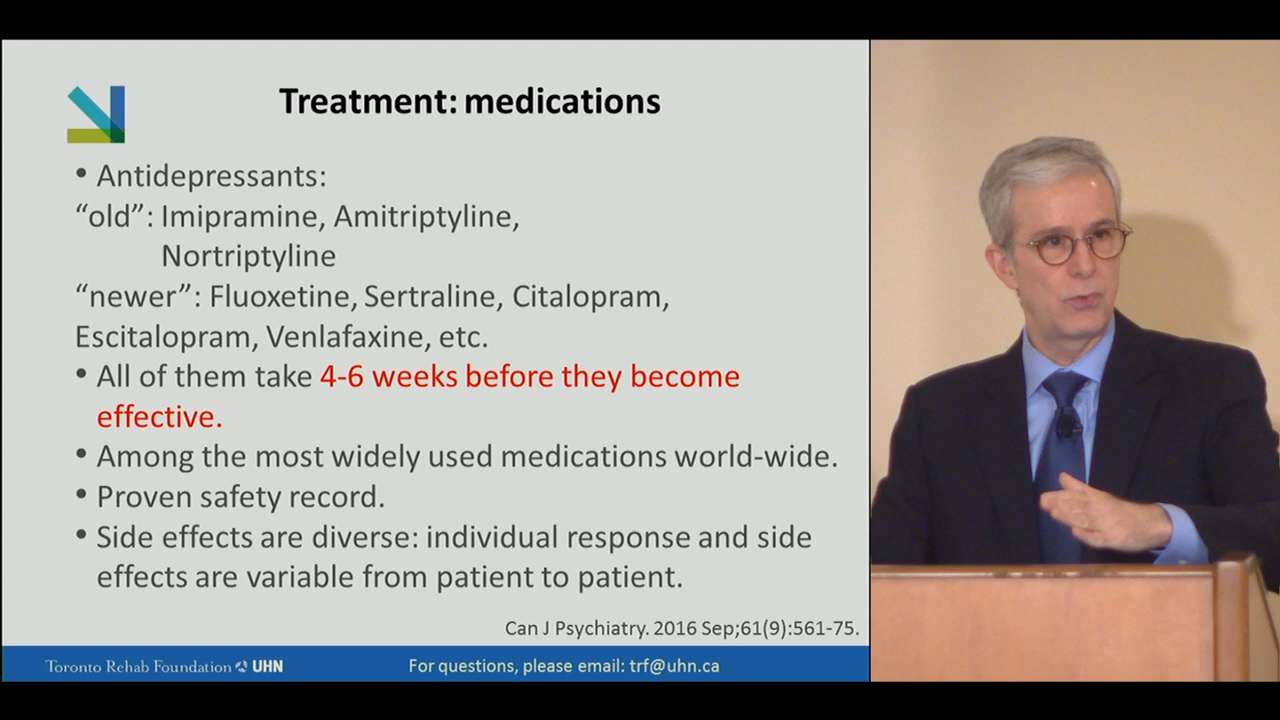 Treatment: medications
• Antidepressants:
“old”: Imipramine, Amitriptyline,
Nortriptyline
“newer”: Fluoxetine, Sertraline, Citalopram,
Escitalopram, Venlafaxine, etc.
• All of them take 4-6 weeks before they become
effective.
• Among the most widely used medications world-wide.
• Proven safety record.
• Side effects are diverse: individual response and side
effects are variable from patient to patient.
Can J Psychiatry. 2016 Sep;61(9):561-75.
Toronto Rehab Foundation UHN For questions, please email: trf@uhn.ca